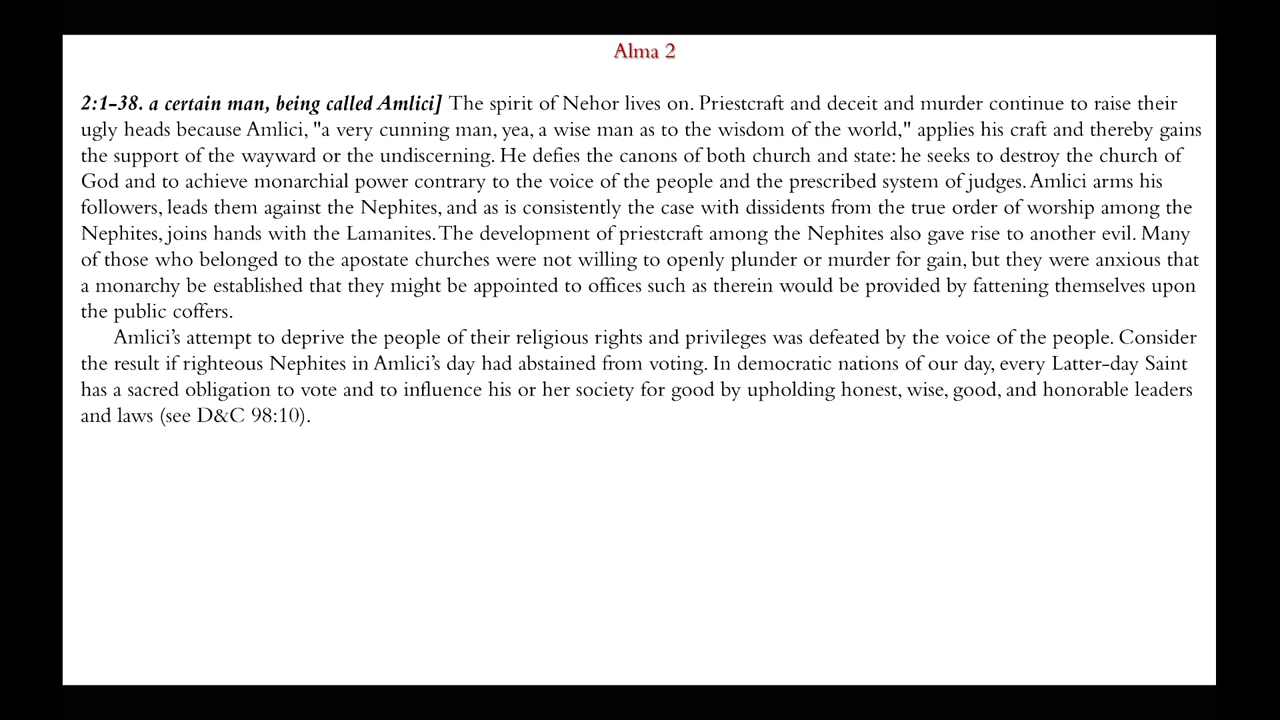 Alma 2
2:1-38. a certain man, being called Amlici] The spirit of Nehor lives on. Priestcraft and deceit and murder continue to raise their
ugly heads because Amlici, "a very cunning man, yea, a wise man as to the wisdom of the world," applies his craft and thereby gains
the support of the wayward or the undiscerning. He defies the canons of both church and state: he seeks to destroy the church of
God and to achieve monarchial power contrary to the voice of the people and the prescribed system of judges. Amlici arms his
followers, leads them against the Nephites, and as is consistently the case with dissidents from the true order of worship among the
Nephites, joins hands with the Lamanites. The development of priestcraft among the Nephites also gave rise to another evil. Many
of those who belonged to the apostate churches were not willing to openly plunder or murder for gain, but they were anxious that
a monarchy be established that they might be appointed to offices such as therein would be provided by fattening themselves upon
the public coffers.
Amlici's attempt to deprive the people of their religious rights and privileges was defeated by the voice of the people. Consider
the result if righteous Nephites in Amlici's day had abstained from voting. In democratic nations of our day, every Latter-day Saint
has a sacred obligation to vote and to influence his or her society for good by upholding honest, wise, good, and honorable leaders
and laws (see D&C 98:10).